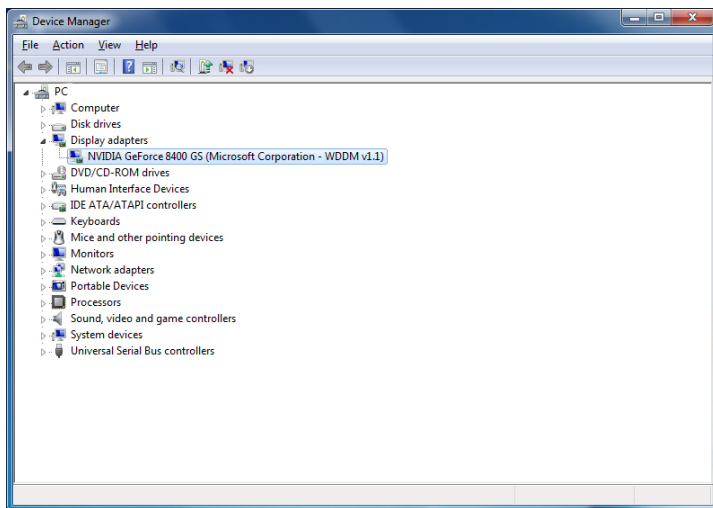 Device Manager
File Action View Help
PC
Computer
Disk drives
Display adapters
NVIDIA GeForce 8400 GS (Microsoft Corporation - WDDM v1.1)
DVD/CD-ROM drives
Human Interface Devices
IDE ATA/ATAPI controllers
Keyboards
Mice and other pointing devices
Monitors
Network adapters
Portable Devices
Processors
Sound, video and game controllers
System devices
Universal Serial Bus controllers